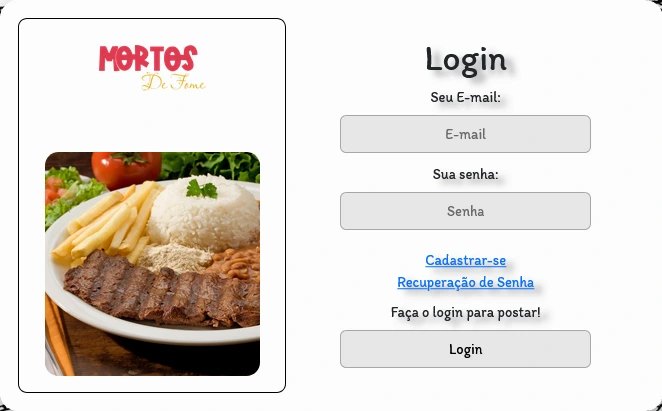 MORTOS
De Fome
Login
Seu E-mail:
E-mail
Sua senha:
Senha
Cadastrar-se
Recuperação de Senha
Faça o login para postar!
Login